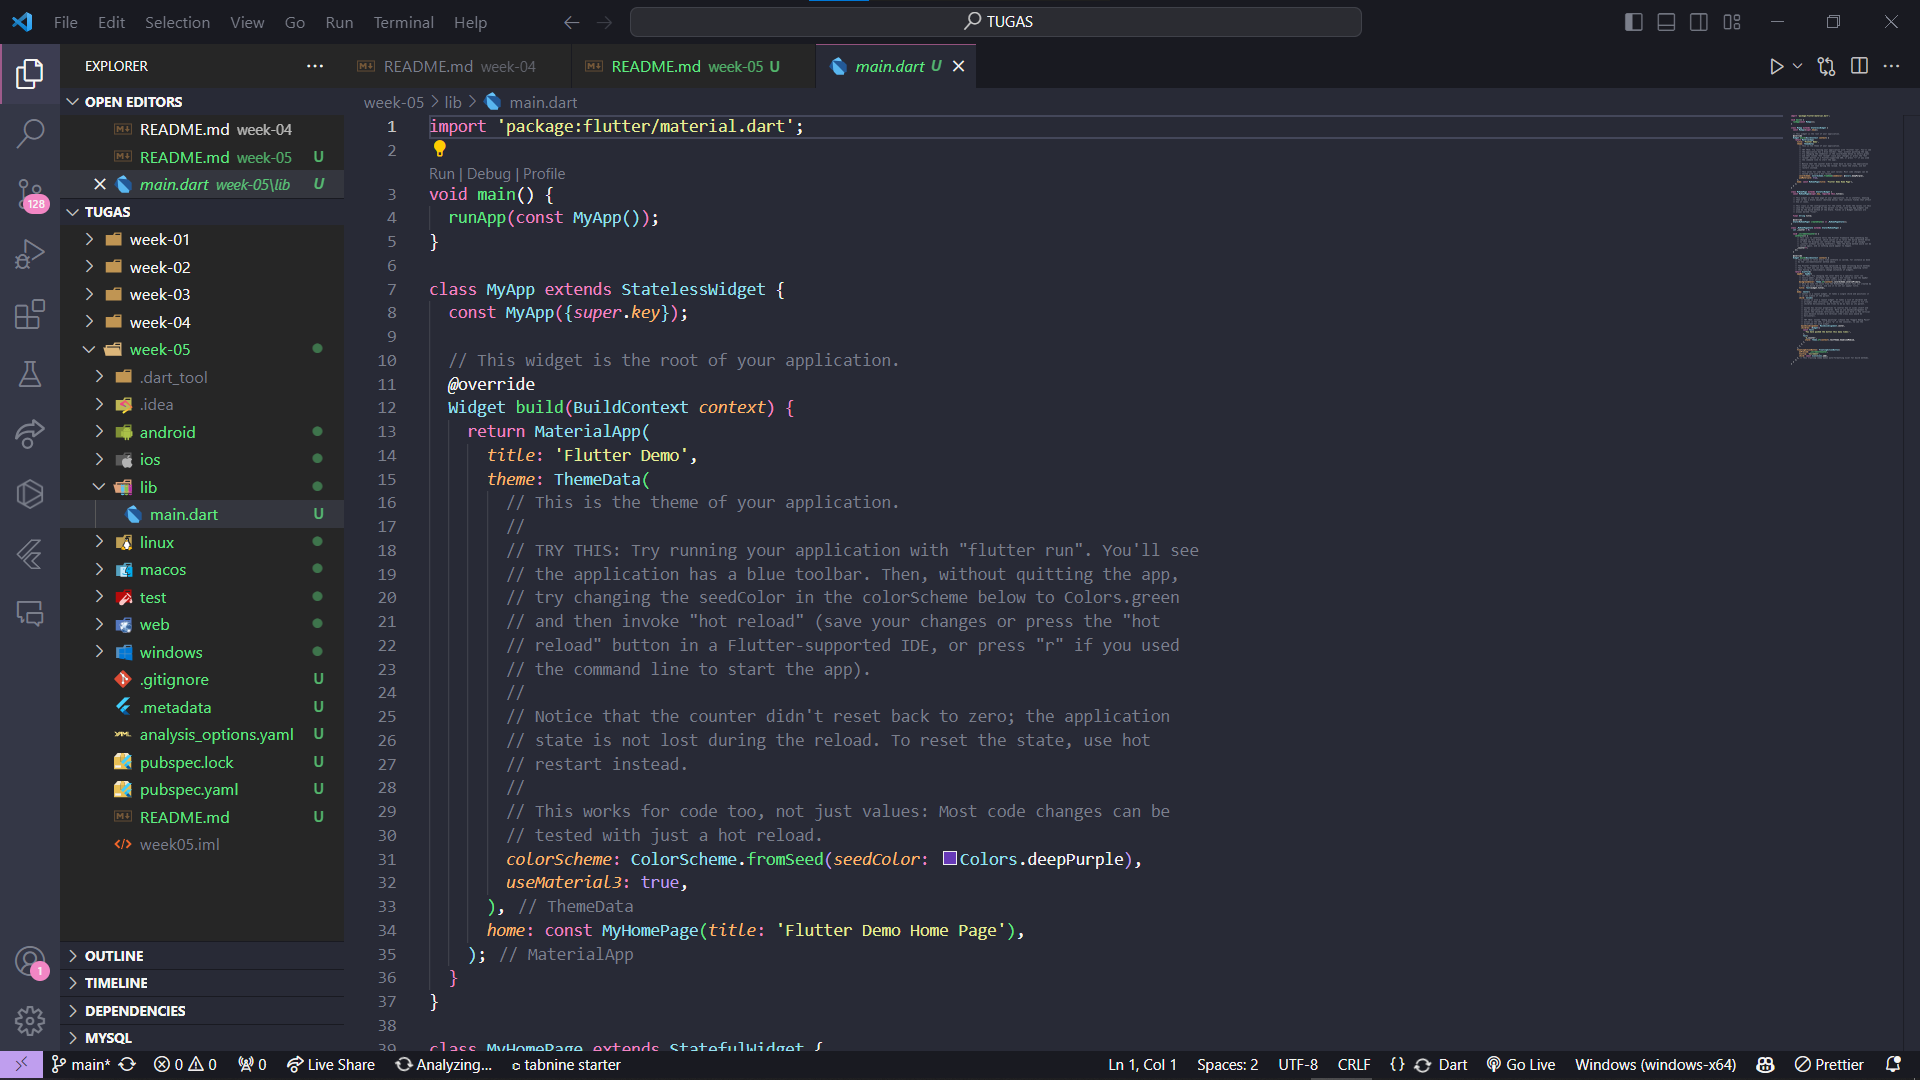 File Edit Selection View Go Run Terminal Help
TUGAS
EXPLORER
README.md week-04
README.md week-05 U
main.dart U
OPEN EDITORS
README.md week-04
README.md week-05 U
main.dart week-05\lib U
TUGAS
week-01
week-02
week-03
week-04
week-05
.dart_tool
.idea
android
ios
lib
main.dart U
linux
macos
test
web
windows
.gitignore U
.metadata U
analysis_options.yaml U
pubspec.lock U
pubspec.yaml U
README.md U
week05.iml
OUTLINE
TIMELINE
DEPENDENCIES
MYSQL
128
1
week-05 > lib > main.dart
1 import 'package:flutter/material.dart';
2
Run | Debug | Profile
3 void main() {
4 runApp(const MyApp());
5 }
6
7 class MyApp extends StatelessWidget {
8 const MyApp({super.key});
9
10 // This widget is the root of your application.
11 @override
12 Widget build(BuildContext context) {
13 return MaterialApp(
14 title: 'Flutter Demo',
15 theme: ThemeData(
16 // This is the theme of your application.
17 //
18 // TRY THIS: Try running your application with "flutter run". You'll see
19 // the application has a blue toolbar. Then, without quitting the app,
20 // try changing the seedColor in the colorScheme below to Colors.green
21 // and then invoke "hot reload" (save your changes or press the "hot
22 // reload" button in a Flutter-supported IDE, or press "r" if you used
23 // the command line to start the app).
24 //
25 // Notice that the counter didn't reset back to zero; the application
26 // state is not lost during the reload. To reset the state, use hot
27 // restart instead.
28 //
29 // This works for code too, not just values: Most code changes can be
30 // tested with just a hot reload.
31 colorScheme: ColorScheme.fromSeed(seedColor: Colors.deepPurple),
32 useMaterial3: true,
33 ), // ThemeData
34 home: const MyHomePage(title: 'Flutter Demo Home Page'),
35 ); // MaterialApp
36 }
37 }
38
39 class MyHomePage extends StatefulWidget {
main* 0 0 0 Live Share Analyzing... tabnine starter
Ln 1, Col 1 Spaces: 2 UTF-8 CRLF {} Dart Go Live Windows (windows-x64) Prettier